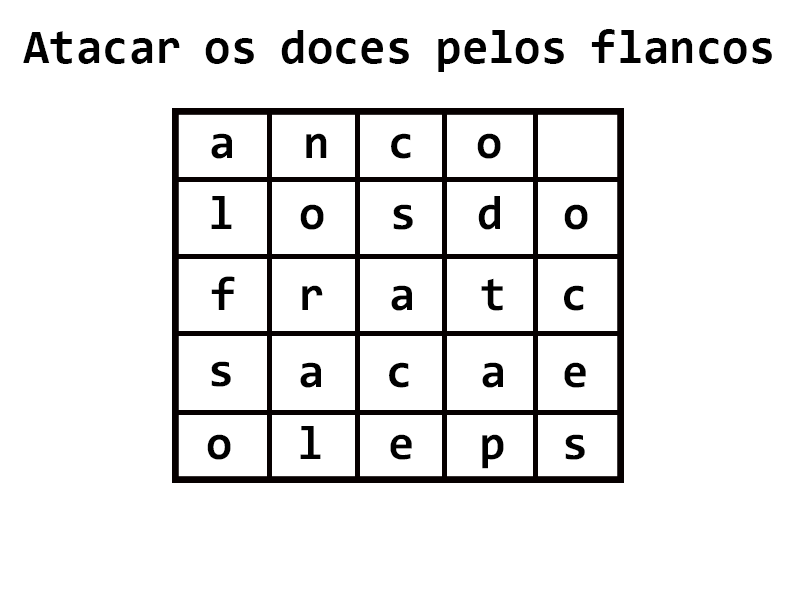 Atacar os doces pelos flancos
a n c o
l o s d o
f r a t c
s a c a e
o l e p s